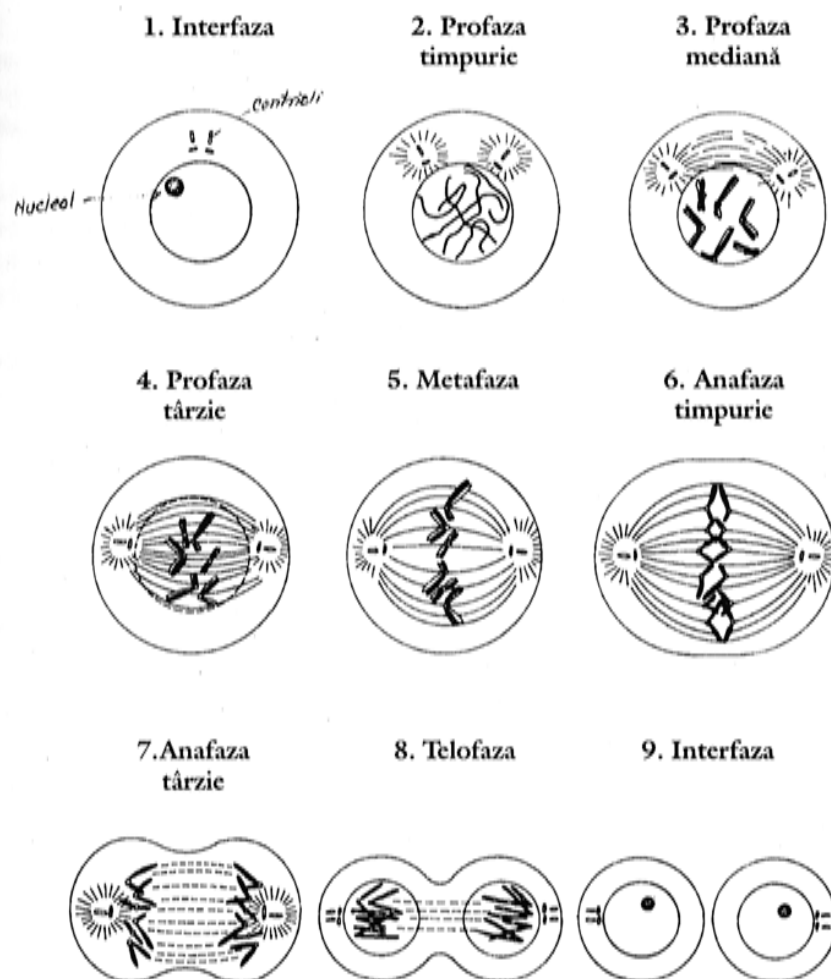 1. Interfaza
2. Profaza
timpurie
3. Profaza
mediană
Centrioli
Nucleol
4. Profaza
târzie
5. Metafaza
6. Anafaza
timpurie
7.Anafaza
târzie
8. Telofaza
9. Interfaza